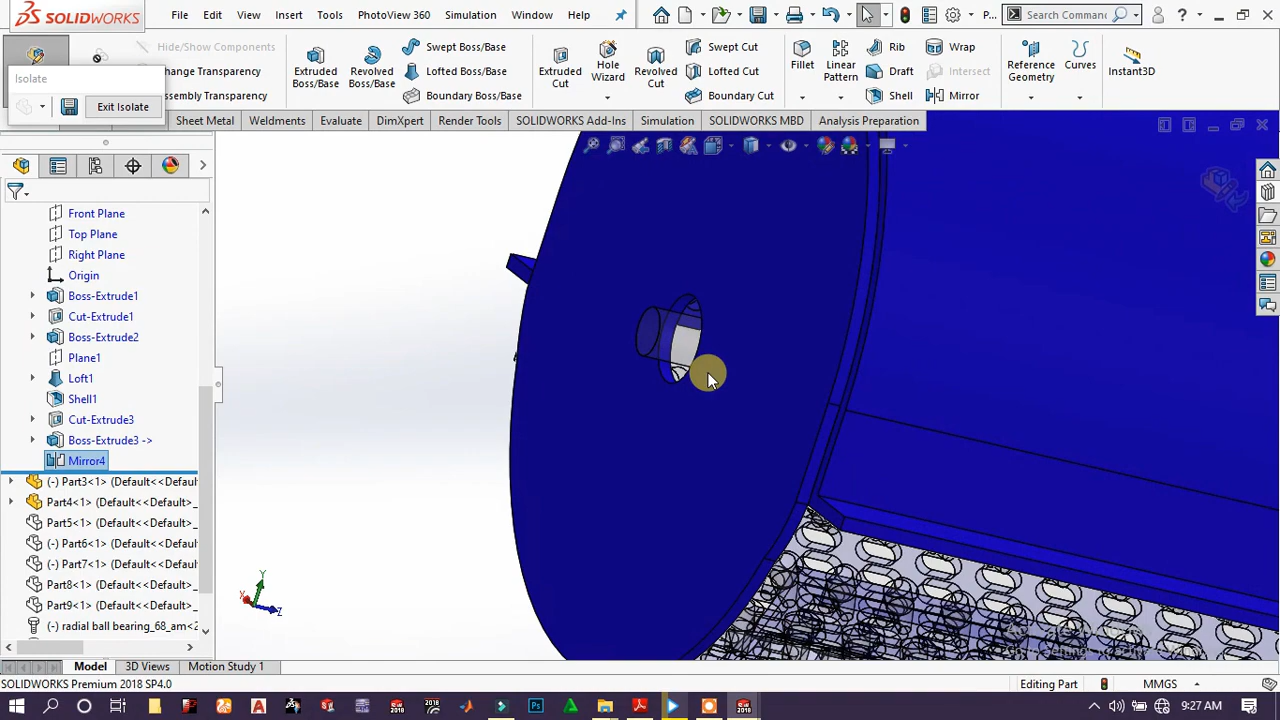 SOLIDWORKS File Edit View Insert Tools PhotoView 360 Simulation Window Help P... Search Comman
Hide/Show Components
Change Transparency
Assembly Transparency
Isolate
Exit Isolate
Extruded Boss/Base
Revolved Boss/Base
Swept Boss/Base
Lofted Boss/Base
Boundary Boss/Base
Extruded Cut
Hole Wizard
Revolved Cut
Swept Cut
Lofted Cut
Boundary Cut
Fillet
Linear Pattern
Rib
Draft
Shell
Wrap
Intersect
Mirror
Reference Geometry
Curves
Instant3D
Sheet Metal Weldments Evaluate DimXpert Render Tools SOLIDWORKS Add-Ins Simulation SOLIDWORKS MBD Analysis Preparation
Front Plane
Top Plane
Right Plane
Origin
Boss-Extrude1
Cut-Extrude1
Boss-Extrude2
Plane1
Loft1
Shell1
Cut-Extrude3
Boss-Extrude3 ->
Mirror4
(-) Part3<1> (Default<<Default>_
Part4<1> (Default<<Default>_
Part5<1> (Default<<Default>_
(-) Part6<1> (Default<<Defau
(-) Part7<1> (Default<<Defau
Part8<1> (Default<<Default>_
Part9<1> (Default<<Default>_
(-) radial ball bearing_68_am<2
Y
X
Z
Model 3D Views Motion Study 1
SOLIDWORKS Premium 2018 SP4.0 Editing Part MMGS
9:27 AM